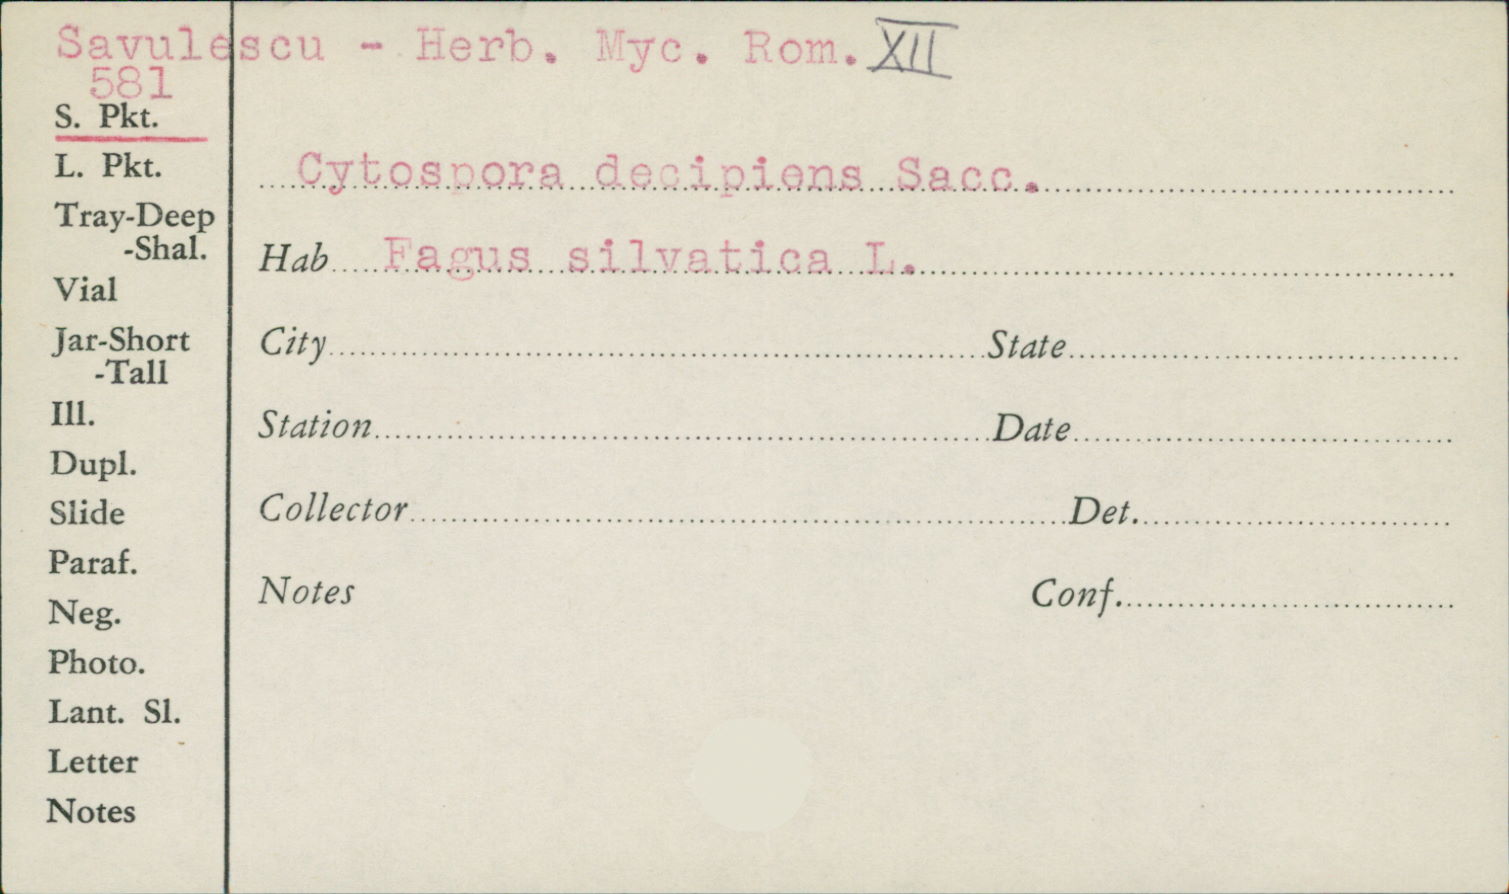 Savulescu - Herb. Myc. Rom. XII
581
S. Pkt.
L. Pkt.
Tray-Deep
-Shal.
Vial
Jar-Short
-Tall
Ill.
Dupl.
Slide
Paraf.
Neg.
Photo.
Lant. Sl.
Letter
Notes
Cytospora decipiens Sacc.
Hab Fagus silvatica L.
City State
Station Date
Collector Det.
Notes Conf.